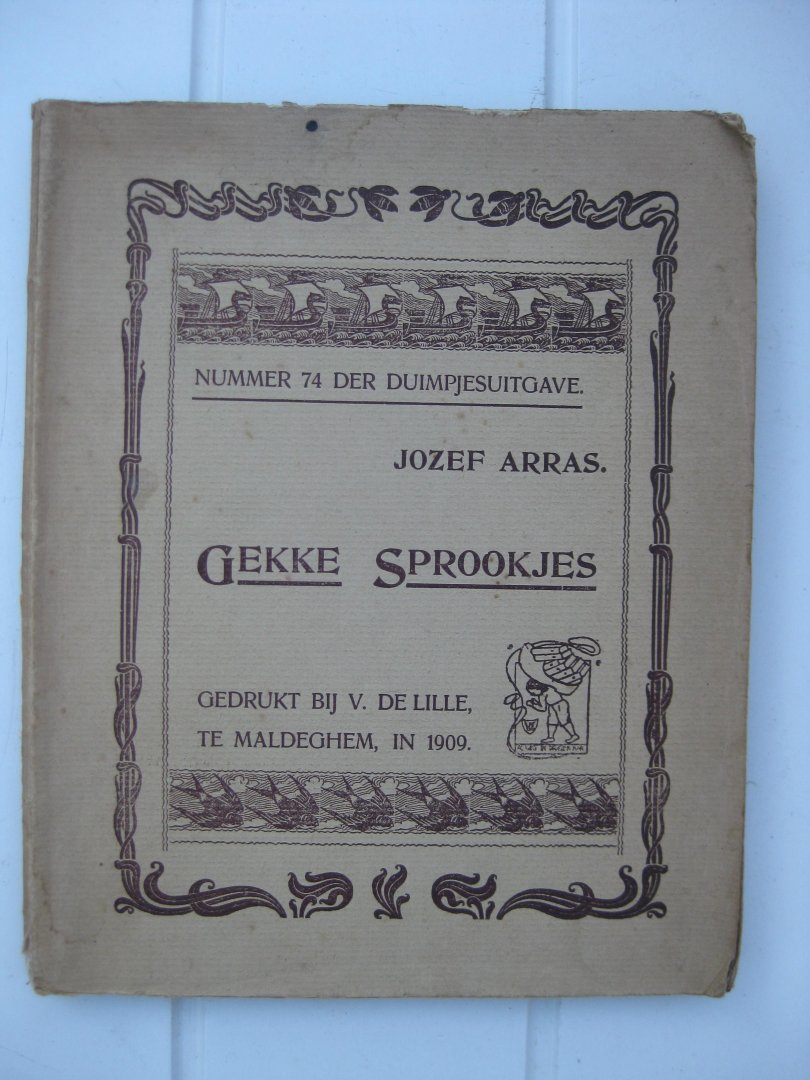 NUMMER 74 DER DUIMPJESUITGAVE.
JOZEF ARRAS.
GEKKE SPROOKJES
GEDRUKT BIJ V. DE LILLE,
TE MALDEGHEM, IN 1909.